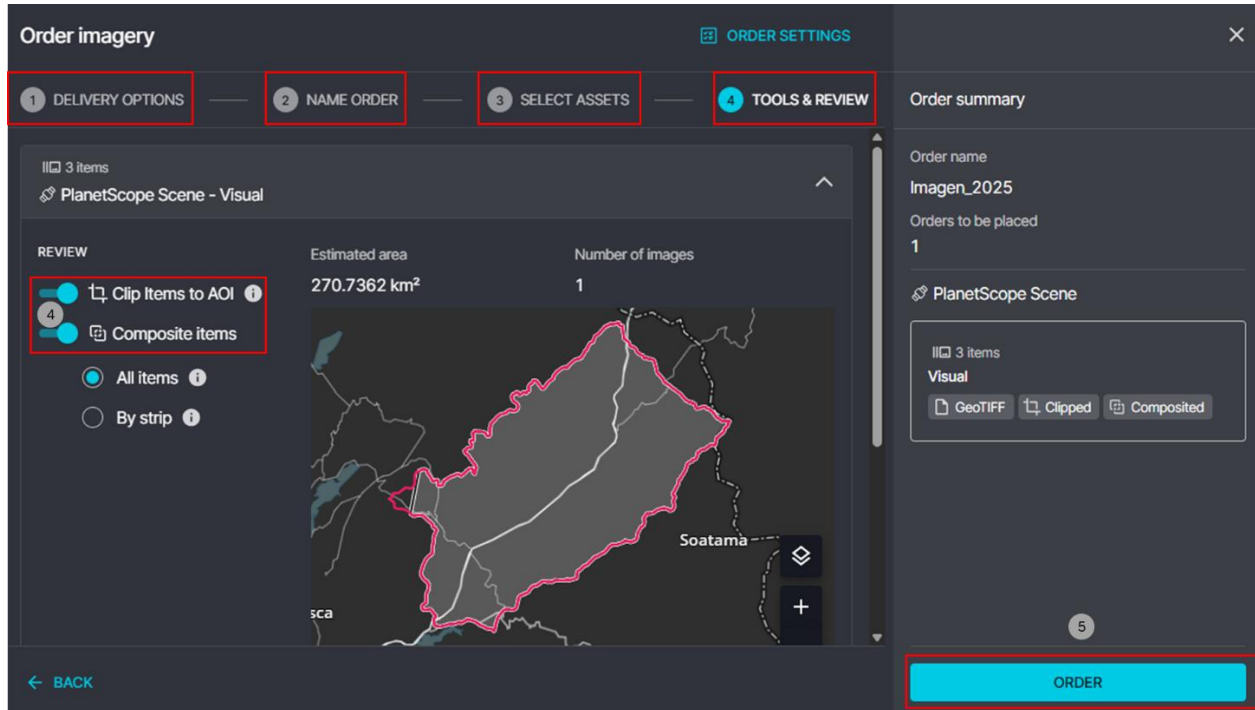 Order imagery
ORDER SETTINGS
1 DELIVERY OPTIONS
2 NAME ORDER
3 SELECT ASSETS
4 TOOLS & REVIEW
3 items
PlanetScope Scene - Visual
REVIEW
Clip Items to AOI
4
Composite items
All items
By strip
Estimated area
270.7362 km²
Number of images
1
Soatama
sca
+
← BACK
Order summary
Order name
Imagen_2025
Orders to be placed
1
PlanetScope Scene
3 items
Visual
GeoTIFF Clipped Composited
5
ORDER